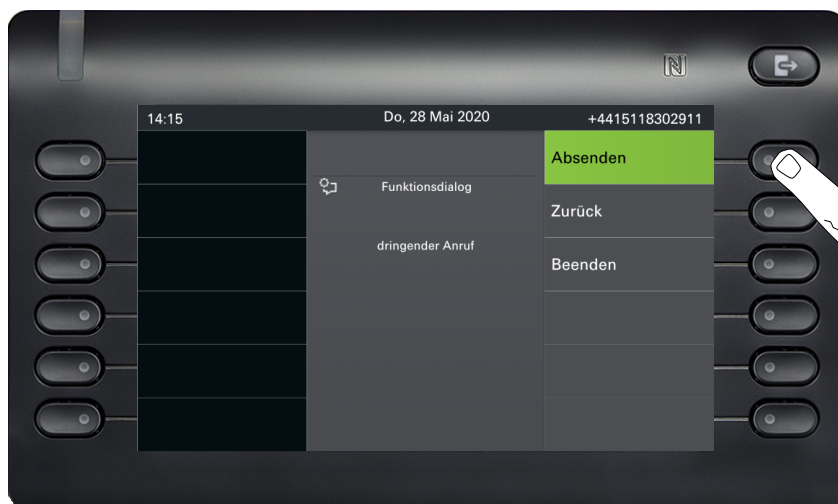 14:15 Do, 28 Mai 2020 +4415118302911
Absenden
Funktionsdialog
Zurück
dringender Anruf
Beenden